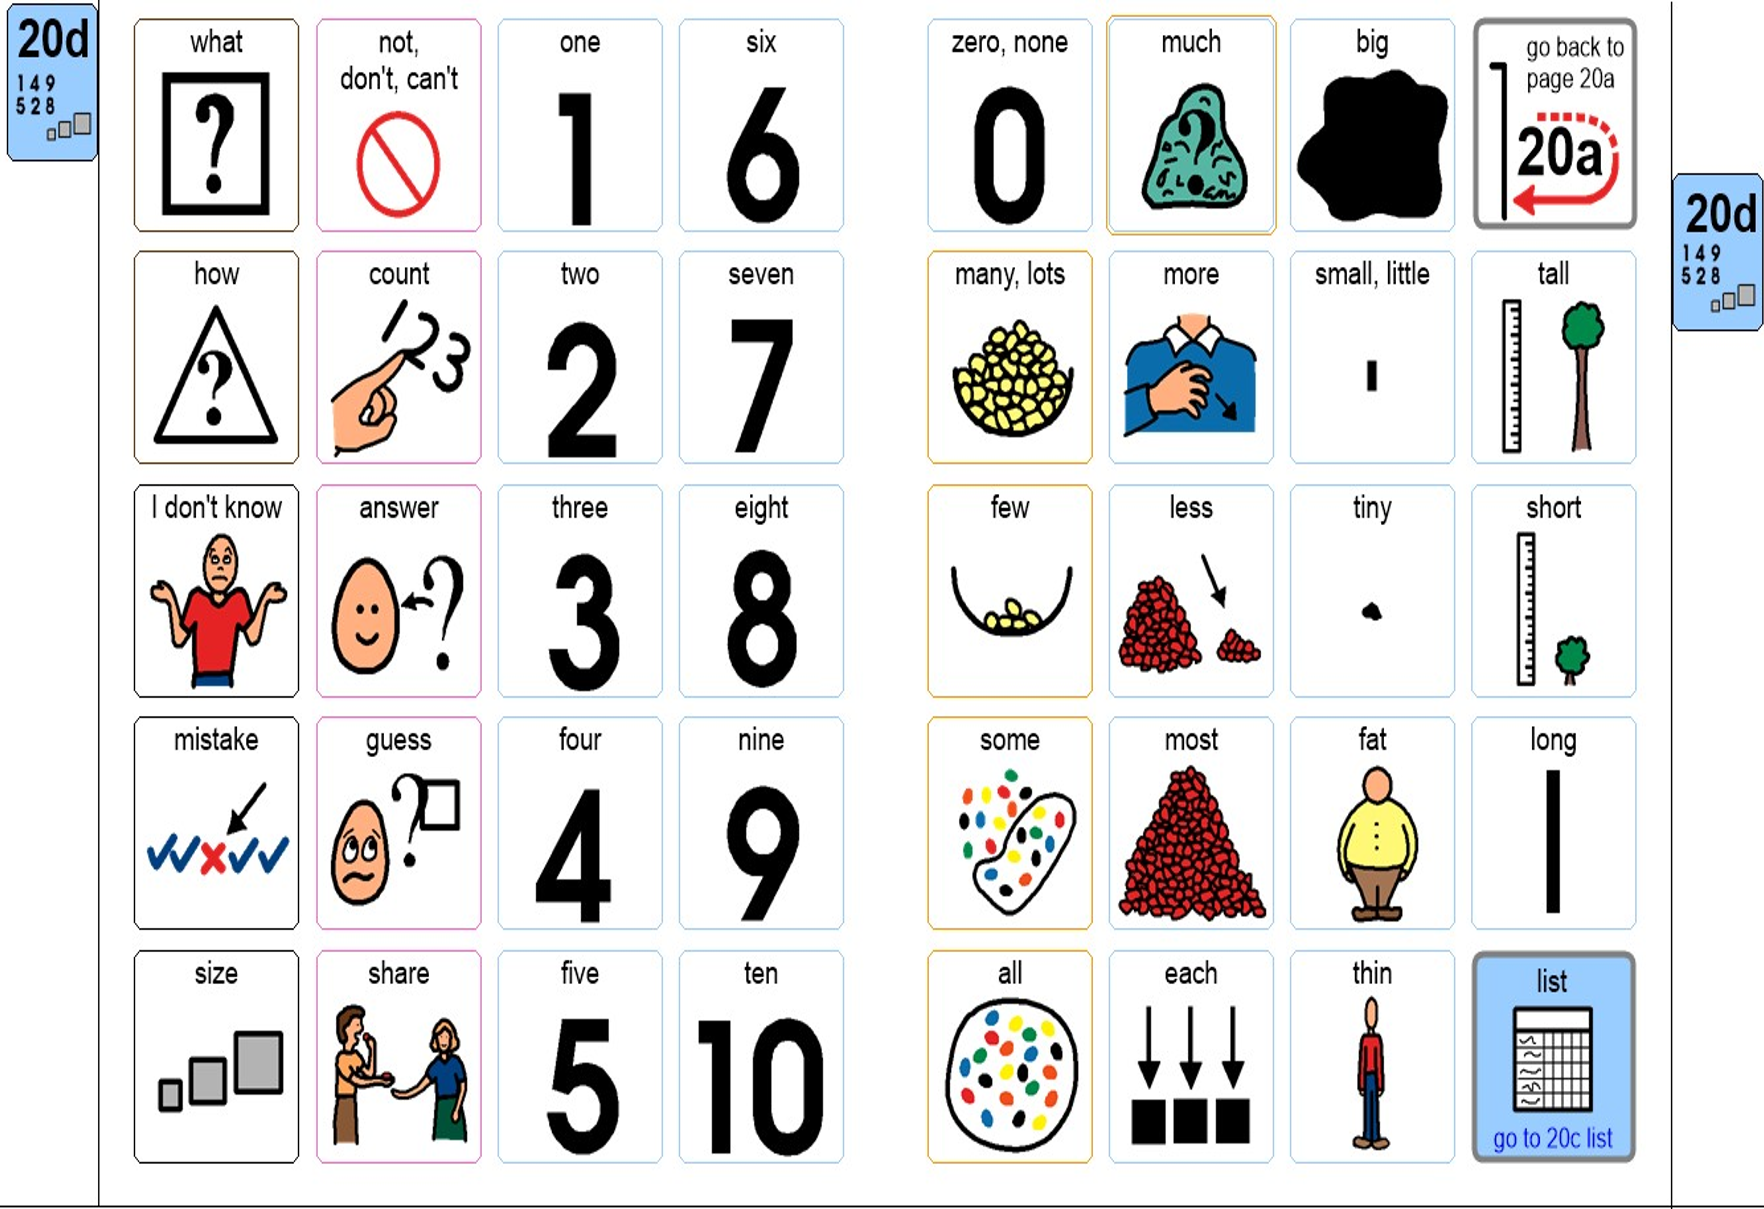 20d
1 4 9
5 2 8
what
?
not,
don't, can't
one
1
six
6
zero, none
0
much
?
big
go back to
page 20a
20a
20d
1 4 9
5 2 8
how
?
count
123
two
2
seven
7
many, lots
more
small, little
tall
I don't know
answer
?
three
3
eight
8
few
less
tiny
short
mistake
guess
?
four
4
nine
9
some
most
fat
long
size
share
five
5
ten
10
all
each
thin
list
go to 20c list